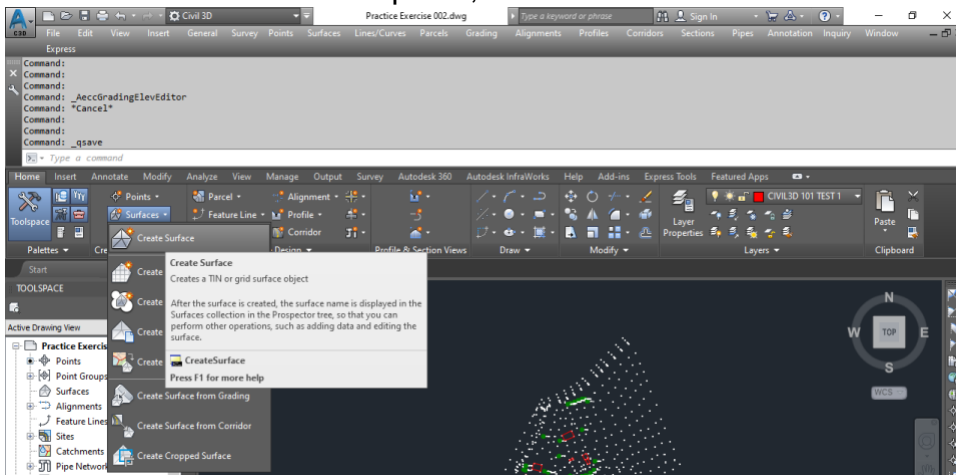 Civil 3D Practice Exercise 002.dwg Type a keyword or phrase Sign In
C3D File Edit View Insert General Survey Points Surfaces Lines/Curves Parcels Grading Alignments Profiles Corridors Sections Pipes Annotation Inquiry Window
Express
Command:
Command:
Command:
Command: _AeccGradingElevEditor
Command: *Cancel*
Command:
Command:
Command: _qsave
Type a command
Home Insert Annotate Modify Analyze View Manage Output Survey Autodesk 360 Autodesk InfraWorks Help Add-ins Express Tools Featured Apps
Points Parcel Alignment CIVIL3D 101 TEST 1
Toolspace Surfaces Feature Line Profile Layer Properties Paste
Corridor
Palettes Cre Design Profile & Section Views Draw Modify Layers Clipboard
Create Surface
Start
TOOLSPACE
Active Drawing View
Practice Exercis
Points
Point Groups
Surfaces
Alignments
Feature Lines
Sites
Catchments
Pipe Network
Create
Create
Create
Create
Create Surface from Grading
Create Surface from Corridor
Create Cropped Surface
Create Surface
Creates a TIN or grid surface object
After the surface is created, the surface name is displayed in the
Surfaces collection in the Prospector tree, so that you can
perform other operations, such as adding data and editing the
surface.
CreateSurface
Press F1 for more help
N
W TOP E
S
WCS